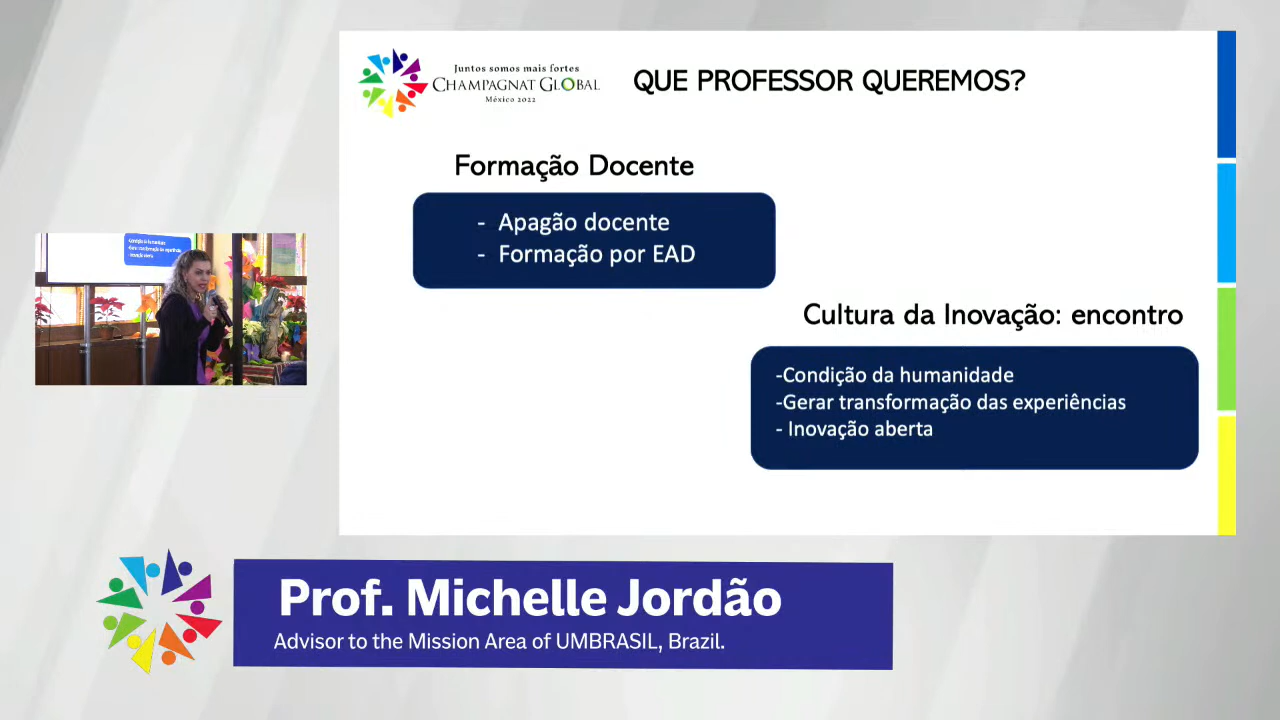 Juntos somos mais fortes
CHAMPAGNAT GLOBAL
México 2022
QUE PROFESSOR QUEREMOS?
Formação Docente
- Apagão docente
- Formação por EAD
Cultura da Inovação: encontro
-Condição da humanidade
-Gerar transformação das experiências
- Inovação aberta
Prof. Michelle Jordão
Advisor to the Mission Area of UMBRASIL, Brazil.